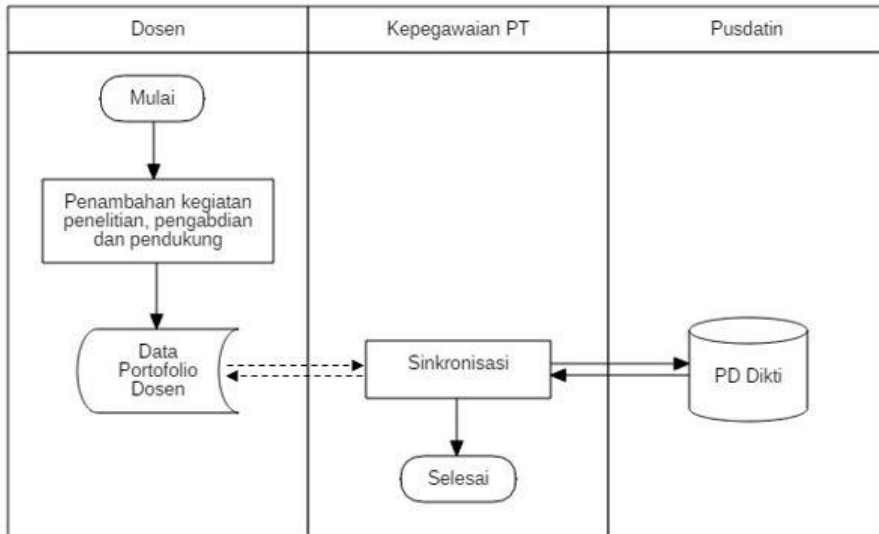 Dosen
Kepegawaian PT
Pusdatin
Mulai
Penambahan kegiatan
penelitian, pengabdian
dan pendukung
Data
Portofolio
Dosen
Sinkronisasi
PD Dikti
Selesai